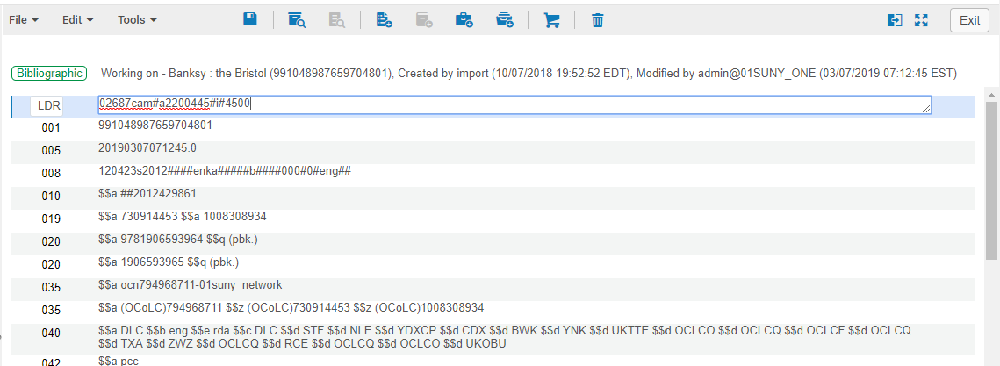 File Edit Tools Exit
Bibliographic Working on - Banksy : the Bristol (991048987659704801), Created by import (10/07/2018 19:52:52 EDT), Modified by admin@01SUNY_ONE (03/07/2019 07:12:45 EST)
LDR 02687cam#a2200445#i#4500
001 991048987659704801
005 20190307071245.0
008 120423s2012####enka#####b####000#0#eng##
010 $$a ##2012429861
019 $$a 730914453 $$a 1008308934
020 $$a 9781906593964 $$q (pbk.)
020 $$a 1906593965 $$q (pbk.)
035 $$a ocn794968711-01suny_network
035 $$a (OCoLC)794968711 $$z (OCoLC)730914453 $$z (OCoLC)1008308934
040 $$a DLC $$b eng $$e rda $$c DLC $$d STF $$d NLE $$d YDXCP $$d CDX $$d BWK $$d YNK $$d UKTTE $$d OCLCO $$d OCLCQ $$d OCLCF $$d OCLCQ
$$d TXA $$d ZWZ $$d OCLCQ $$d RCE $$d OCLCQ $$d OCLCO $$d UKOBU
042 $$a pcc